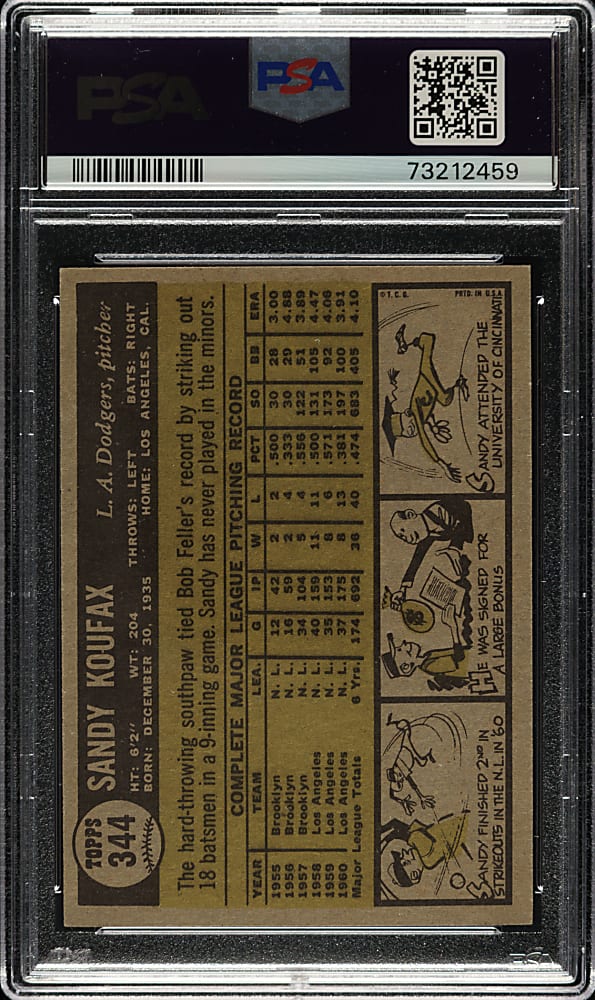 PSA
PSA
73212459
TOPPS
344
SANDY KOUFAX
L. A. Dodgers, pitcher
HT: 6'2" WT: 204 THROWS: LEFT BATS: RIGHT
BORN: DECEMBER 30, 1935 HOME: LOS ANGELES, CAL.
The hard-throwing southpaw tied Bob Feller's record by striking out
18 batsmen in a 9-inning game. Sandy has never played in the minors.
COMPLETE MAJOR LEAGUE PITCHING RECORD
YEAR TEAM LEA. G IP W L PCT SO BB ERA
1955 Brooklyn N. L. 12 42 2 2 .500 30 28 3.00
1956 Brooklyn N. L. 16 59 2 4 .333 30 29 4.88
1957 Brooklyn N. L. 34 104 5 4 .556 122 51 3.89
1958 Los Angeles N. L. 40 159 11 11 .500 131 105 4.47
1959 Los Angeles N. L. 35 153 8 6 .571 173 92 4.06
1960 Los Angeles N. L. 37 175 8 13 .381 197 100 3.91
Major League Totals 6 Yrs. 174 692 36 40 .474 683 405 4.10
SANDY FINISHED 2ND IN
STRIKEOUTS IN THE N.L. IN '60
HE WAS SIGNED FOR
A LARGE BONUS
© T. C. G. PRTD. IN U.S.A.
SANDY ATTENDED THE
UNIVERSITY OF CINCINNATI
PSA